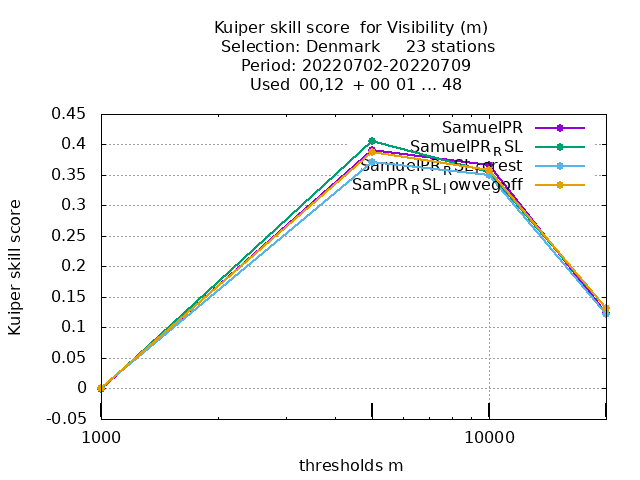 Kuiper skill score  for Visibility (m)
Selection: Denmark     23 stations
Period: 20220702-20220709
Used  00,12  + 00 01 ... 48
0.45
0.4
0.35
0.3
0.25
0.2
0.15
0.1
0.05
0
-0.05
Kuiper skill score
SamuelPR
SamuelPR_RSL
SamPR_RSL_lowvegoff
1000
10000
thresholds m